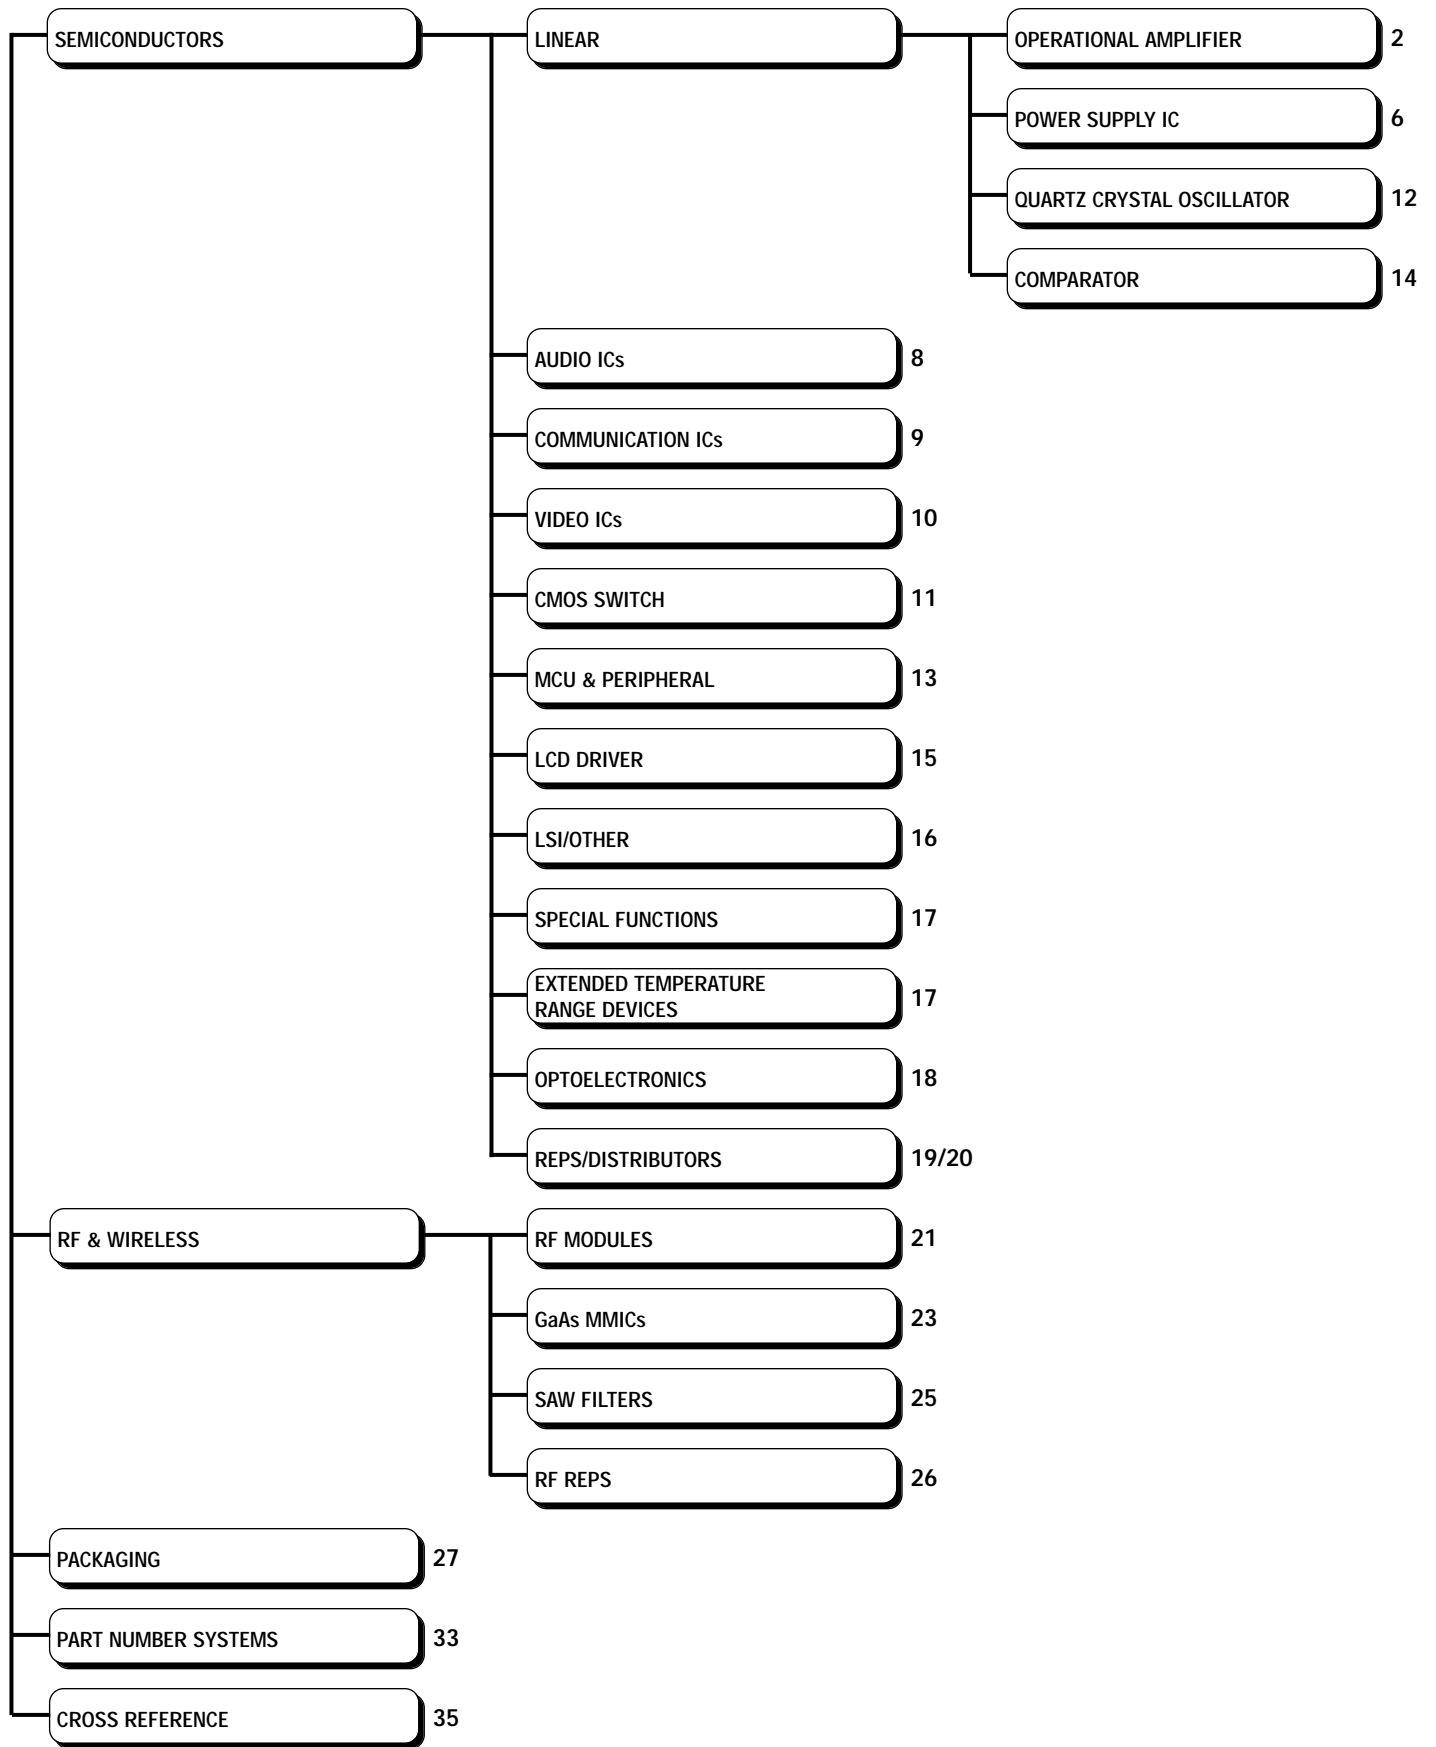 SEMICONDUCTORS
LINEAR
OPERATIONAL AMPLIFIER 2
POWER SUPPLY IC 6
QUARTZ CRYSTAL OSCILLATOR 12
COMPARATOR 14
AUDIO ICs 8
COMMUNICATION ICs 9
VIDEO ICs 10
CMOS SWITCH 11
MCU & PERIPHERAL 13
LCD DRIVER 15
LSI/OTHER 16
SPECIAL FUNCTIONS 17
EXTENDED TEMPERATURE
RANGE DEVICES 17
OPTOELECTRONICS 18
REPS/DISTRIBUTORS 19/20
RF & WIRELESS
RF MODULES 21
GaAs MMICs 23
SAW FILTERS 25
RF REPS 26
PACKAGING 27
PART NUMBER SYSTEMS 33
CROSS REFERENCE 35